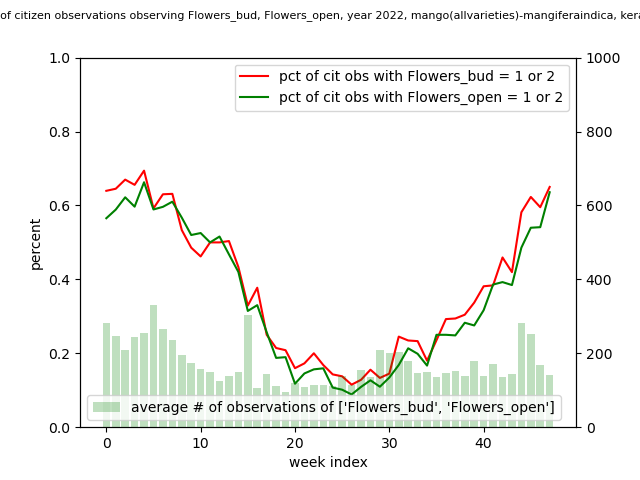 of citizen observations observing Flowers_bud, Flowers_open, year 2022, mango(allvarieties)-mangiferaindica, kera
pct of cit obs with Flowers_bud = 1 or 2
pct of cit obs with Flowers_open = 1 or 2
1.0
0.8
0.6
0.4
0.2
0.0
percent
1000
800
600
400
200
0
average # of observations of ['Flowers_bud', 'Flowers_open']
0 10 20 30 40
week index